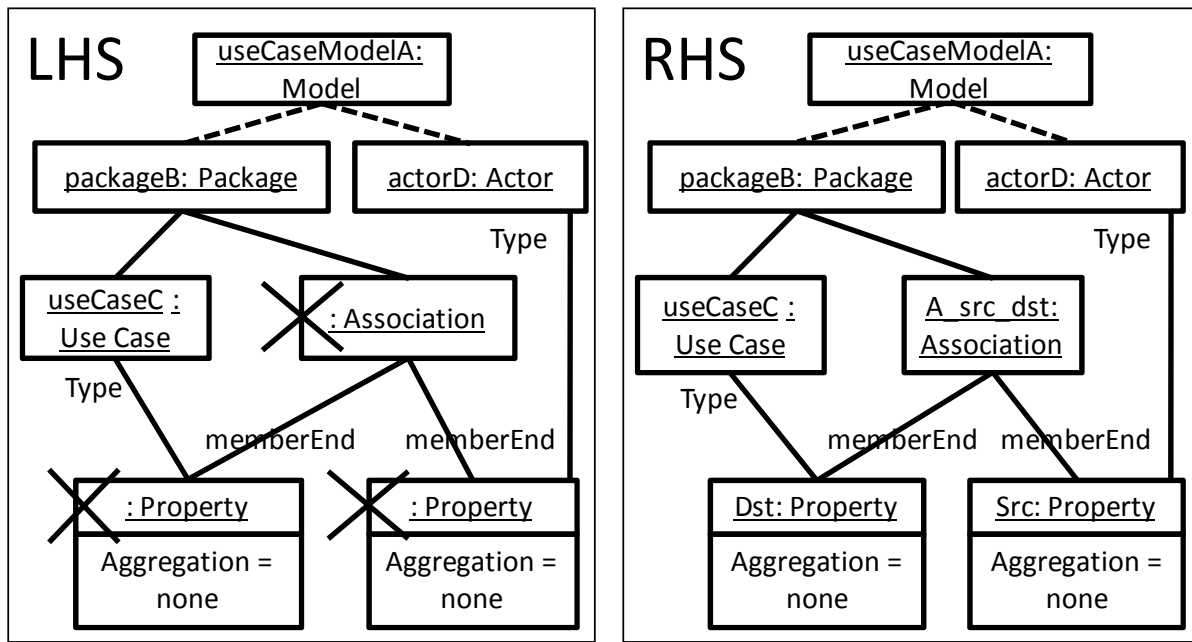 LHS
useCaseModelA:
Model
packageB: Package
actorD: Actor
Type
useCaseC :
Use Case
: Association
Type
memberEnd
memberEnd
: Property
: Property
Aggregation =
none
Aggregation =
none
RHS
useCaseModelA:
Model
packageB: Package
actorD: Actor
Type
useCaseC :
Use Case
A_src_dst:
Association
Type
memberEnd
memberEnd
Dst: Property
Src: Property
Aggregation =
none
Aggregation =
none